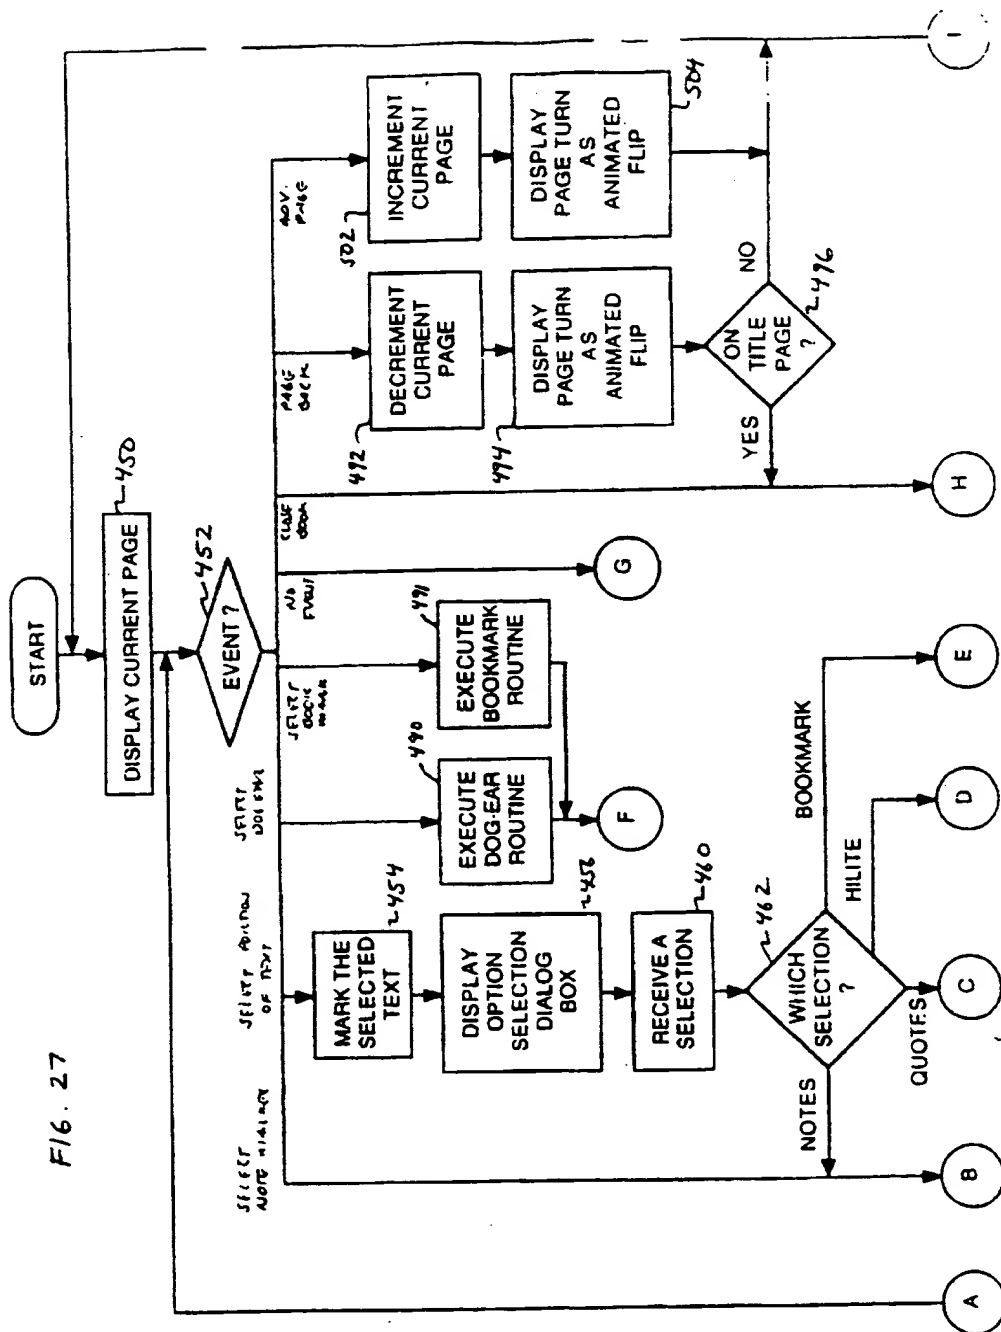 FIG. 27
START
DISPLAY CURRENT PAGE
450
EVENT ?
452
SELECT
NOTE
SELECT PORTION
OF TEXT
SELECT
DOG EAR
SELECT
BOOK
MARK
NO
EVENT
CLOSE
BOOK
PAGE
BACK
ADV.
PAGE
MARK THE
SELECTED
TEXT
454
DISPLAY
OPTION
SELECTION
DIALOG
BOX
RECEIVE A
SELECTION
460
WHICH
SELECTION
?
462
NOTES
QUOTES
HILITE
BOOKMARK
EXECUTE
DOG-EAR
ROUTINE
490
EXECUTE
BOOKMARK
ROUTINE
491
DECREMENT
CURRENT
PAGE
492
DISPLAY
PAGE TURN
AS
ANIMATED
FLIP
494
ON
TITLE
PAGE
?
496
YES
NO
INCREMENT
CURRENT
PAGE
502
DISPLAY
PAGE TURN
AS
ANIMATED
FLIP
504
A
B
C
D
E
F
G
H
I